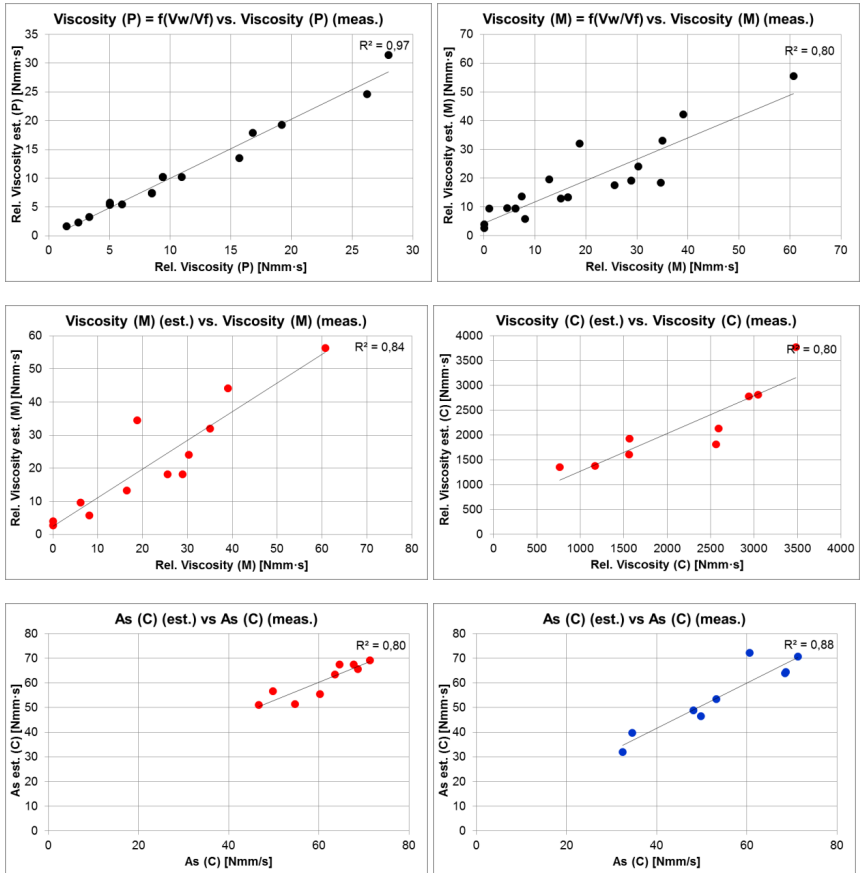 Viscosity (P) = f(Vw/Vf) vs. Viscosity (P) (meas.)
R² = 0,97
Rel. Viscosity est. (P) [Nmm·s]
35
30
25
20
15
10
5
0
0 5 10 15 20 25 30
Rel. Viscosity (P) [Nmm·s]
Viscosity (M) = f(Vw/Vf) vs. Viscosity (M) (meas.)
R² = 0,80
Rel. Viscosity est. (M) [Nmm·s]
70
60
50
40
30
20
10
0
0 10 20 30 40 50 60 70
Rel. Viscosity (M) [Nmm·s]
Viscosity (M) (est.) vs. Viscosity (M) (meas.)
R² = 0,84
Rel. Viscosity est. (M) [Nmm·s]
60
50
40
30
20
10
0
0 10 20 30 40 50 60 70 80
Rel. Viscosity (M) [Nmm·s]
Viscosity (C) (est.) vs. Viscosity (C) (meas.)
R² = 0,80
Rel. Viscosity est. (C) [Nmm·s]
4000
3500
3000
2500
2000
1500
1000
500
0
0 500 1000 1500 2000 2500 3000 3500 4000
Rel. Viscosity (C) [Nmm·s]
As (C) (est.) vs As (C) (meas.)
R² = 0,80
As est. (C) [Nmm/s]
80
70
60
50
40
30
20
10
0
0 20 40 60 80
As (C) [Nmm/s]
As (C) (est.) vs As (C) (meas.)
R² = 0,88
As est. (C) [Nmm/s]
80
70
60
50
40
30
20
10
0
0 20 40 60 80
As (C) [Nmm/s]